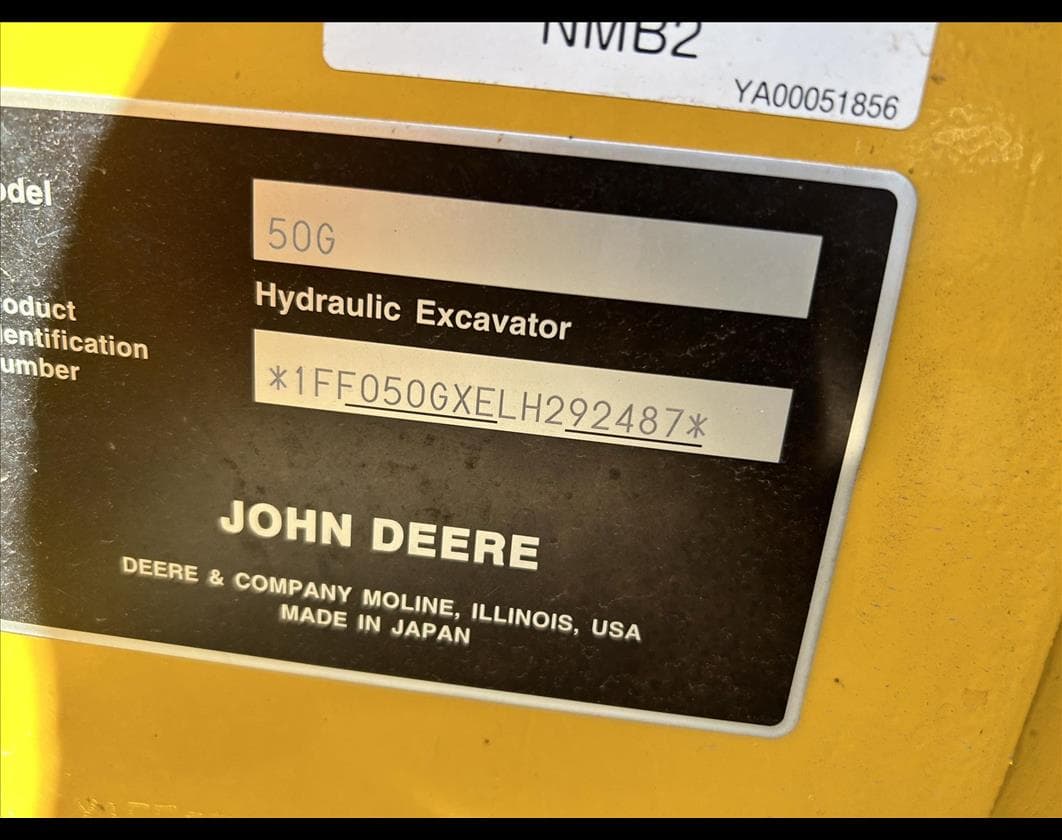 NMB2
YA00051856
odel
50G
Hydraulic Excavator
oduct
entification
umber
*1FF050GXELH292487*
JOHN DEERE
DEERE & COMPANY MOLINE, ILLINOIS, USA
MADE IN JAPAN